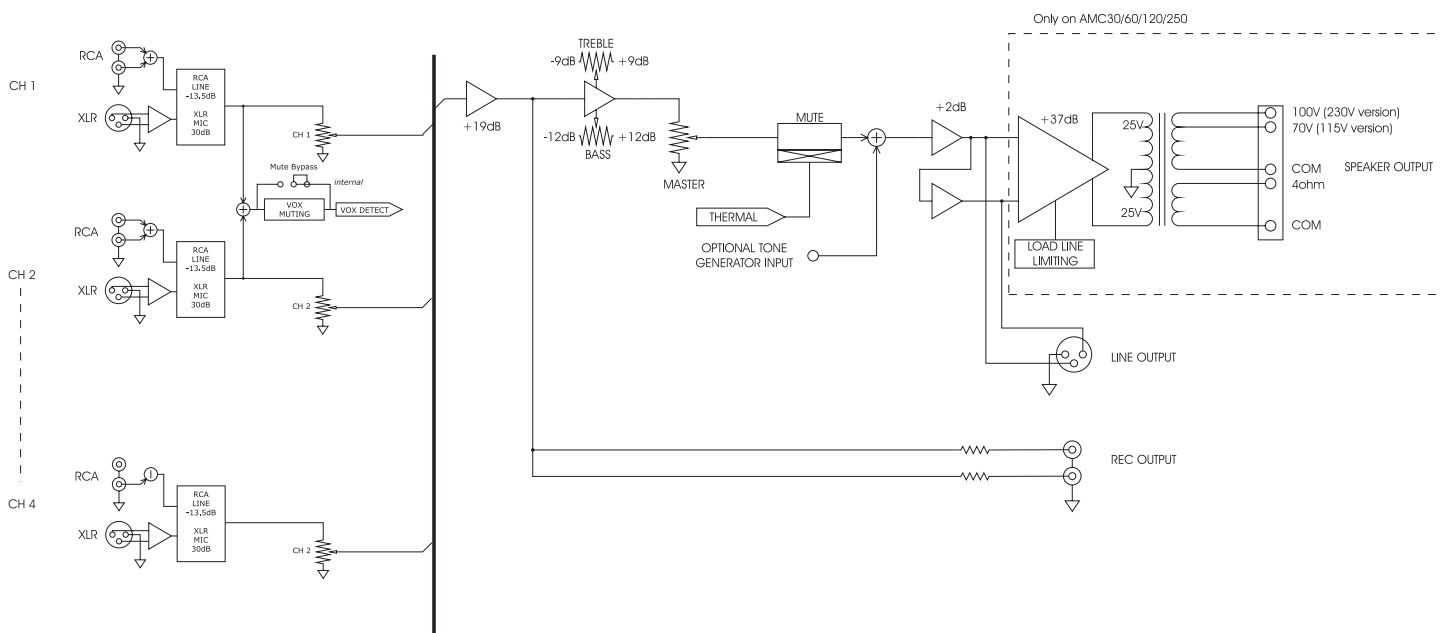 Only on AMC30/60/120/250
CH 1
RCA
XLR
RCA
LINE
-13.5dB
XLR
MIC
30dB
CH 1
Mute Bypass
internal
VOX
MUTING
VOX DETECT
CH 2
RCA
XLR
RCA
LINE
-13.5dB
XLR
MIC
30dB
CH 2
CH 4
RCA
XLR
RCA
LINE
-13.5dB
XLR
MIC
30dB
CH 2
+19dB
TREBLE
-9dB
+9dB
-12dB
+12dB
BASS
MASTER
MUTE
THERMAL
OPTIONAL TONE
GENERATOR INPUT
+2dB
+37dB
LOAD LINE
LIMITING
25V
25V
100V (230V version)
70V (115V version)
COM
4ohm
COM
SPEAKER OUTPUT
LINE OUTPUT
REC OUTPUT